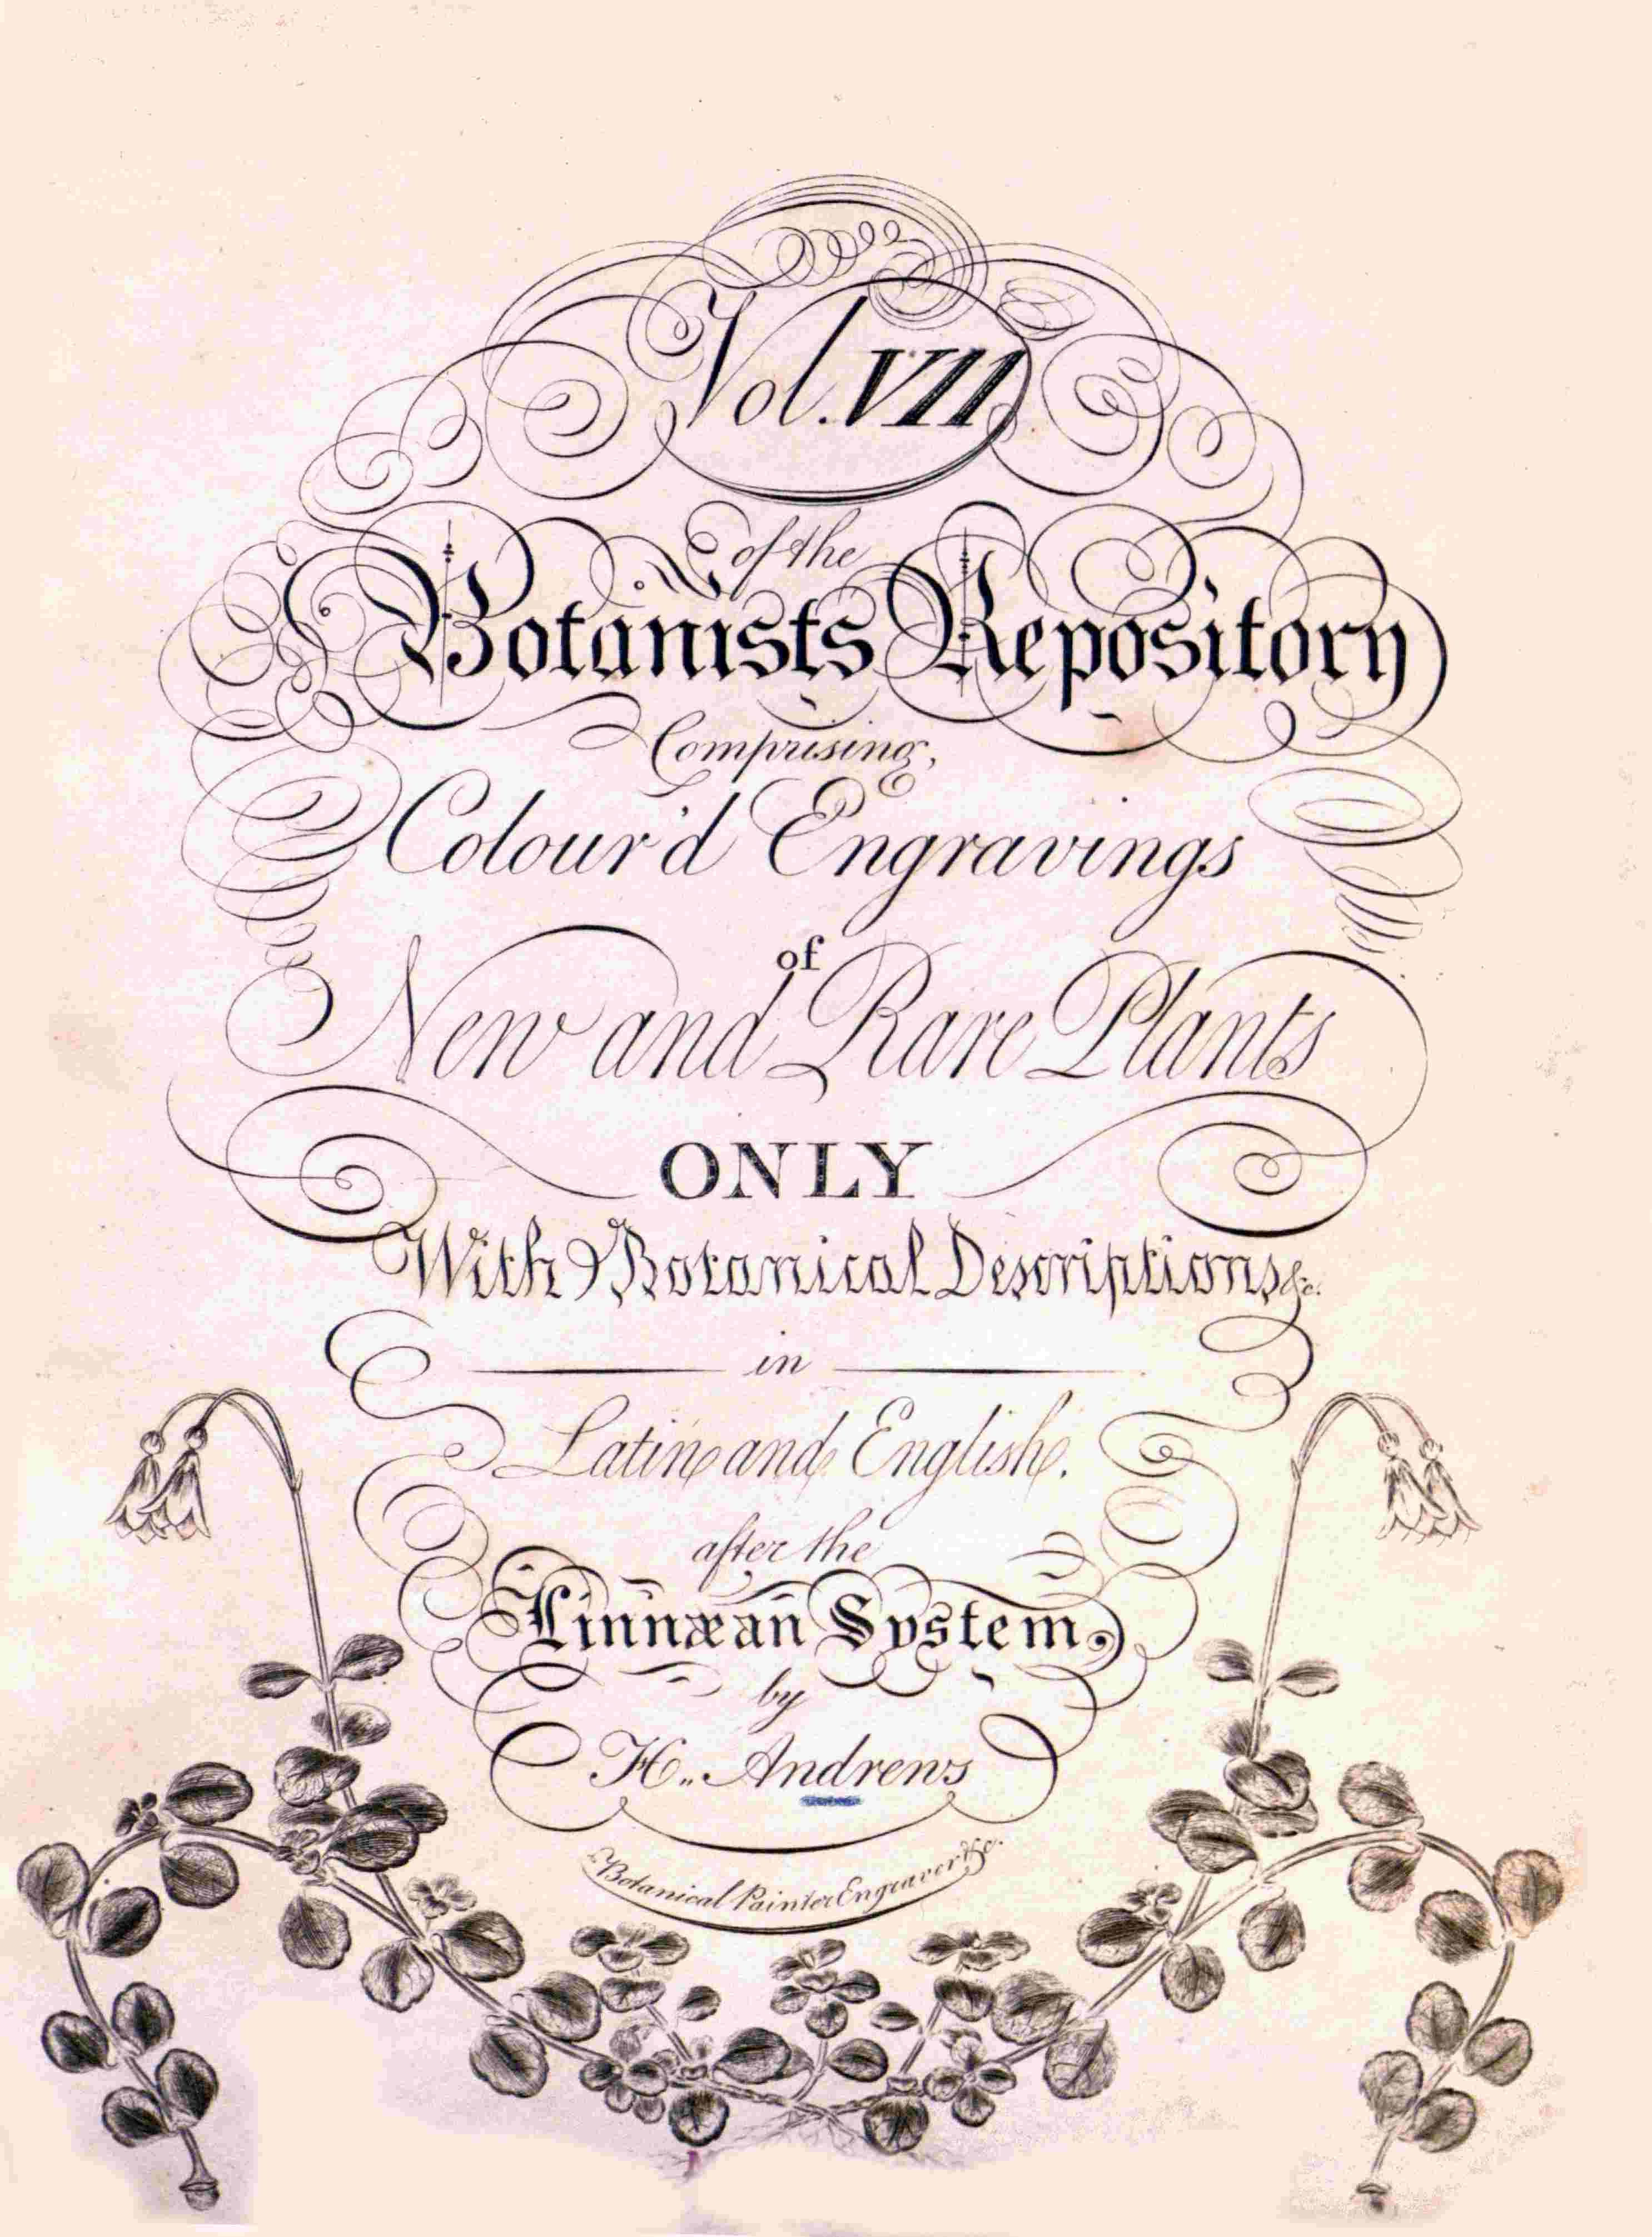 Vol. VII
of the
Botanists Repository
Comprising,
Colour'd Engravings
of
New and Rare Plants
ONLY
With Botanical Descriptions &c.
in
Latin and English.
after the
Linnæan System,
by
H.. Andrews
Botanical Painter Engraver &c.